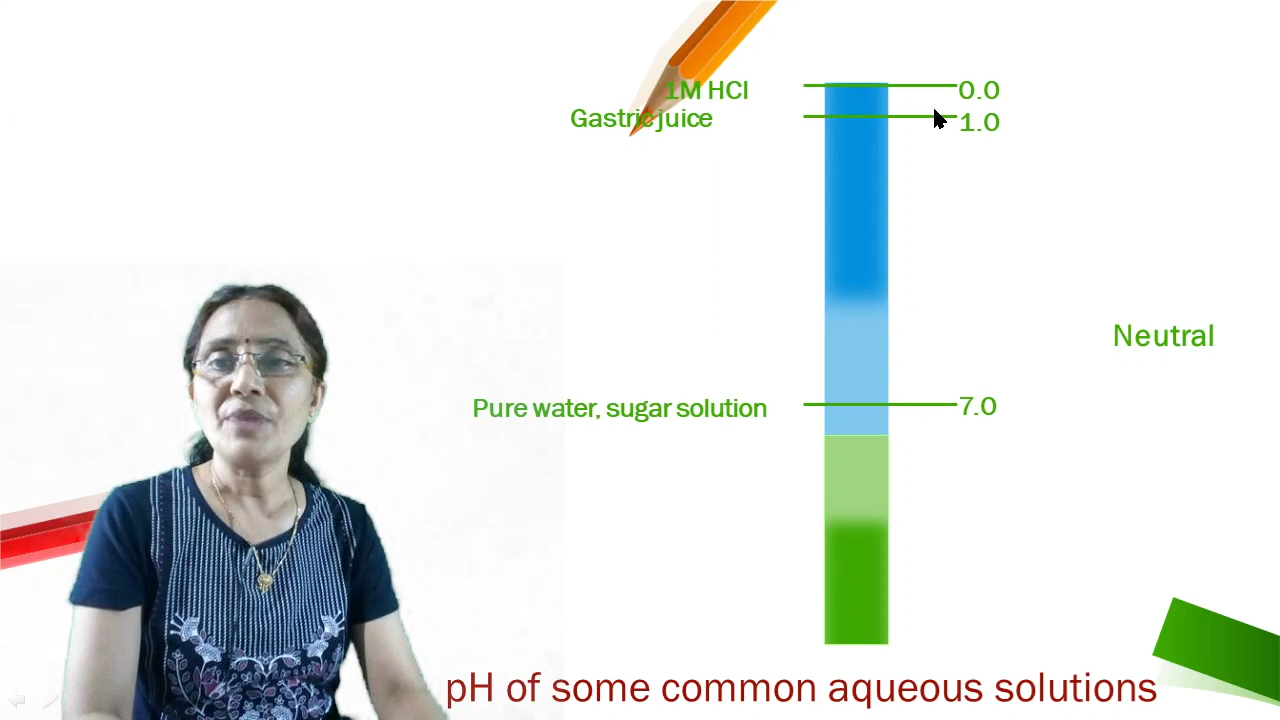 1M HCl 0.0
Gastric juice 1.0
Neutral
Pure water, sugar solution 7.0
pH of some common aqueous solutions